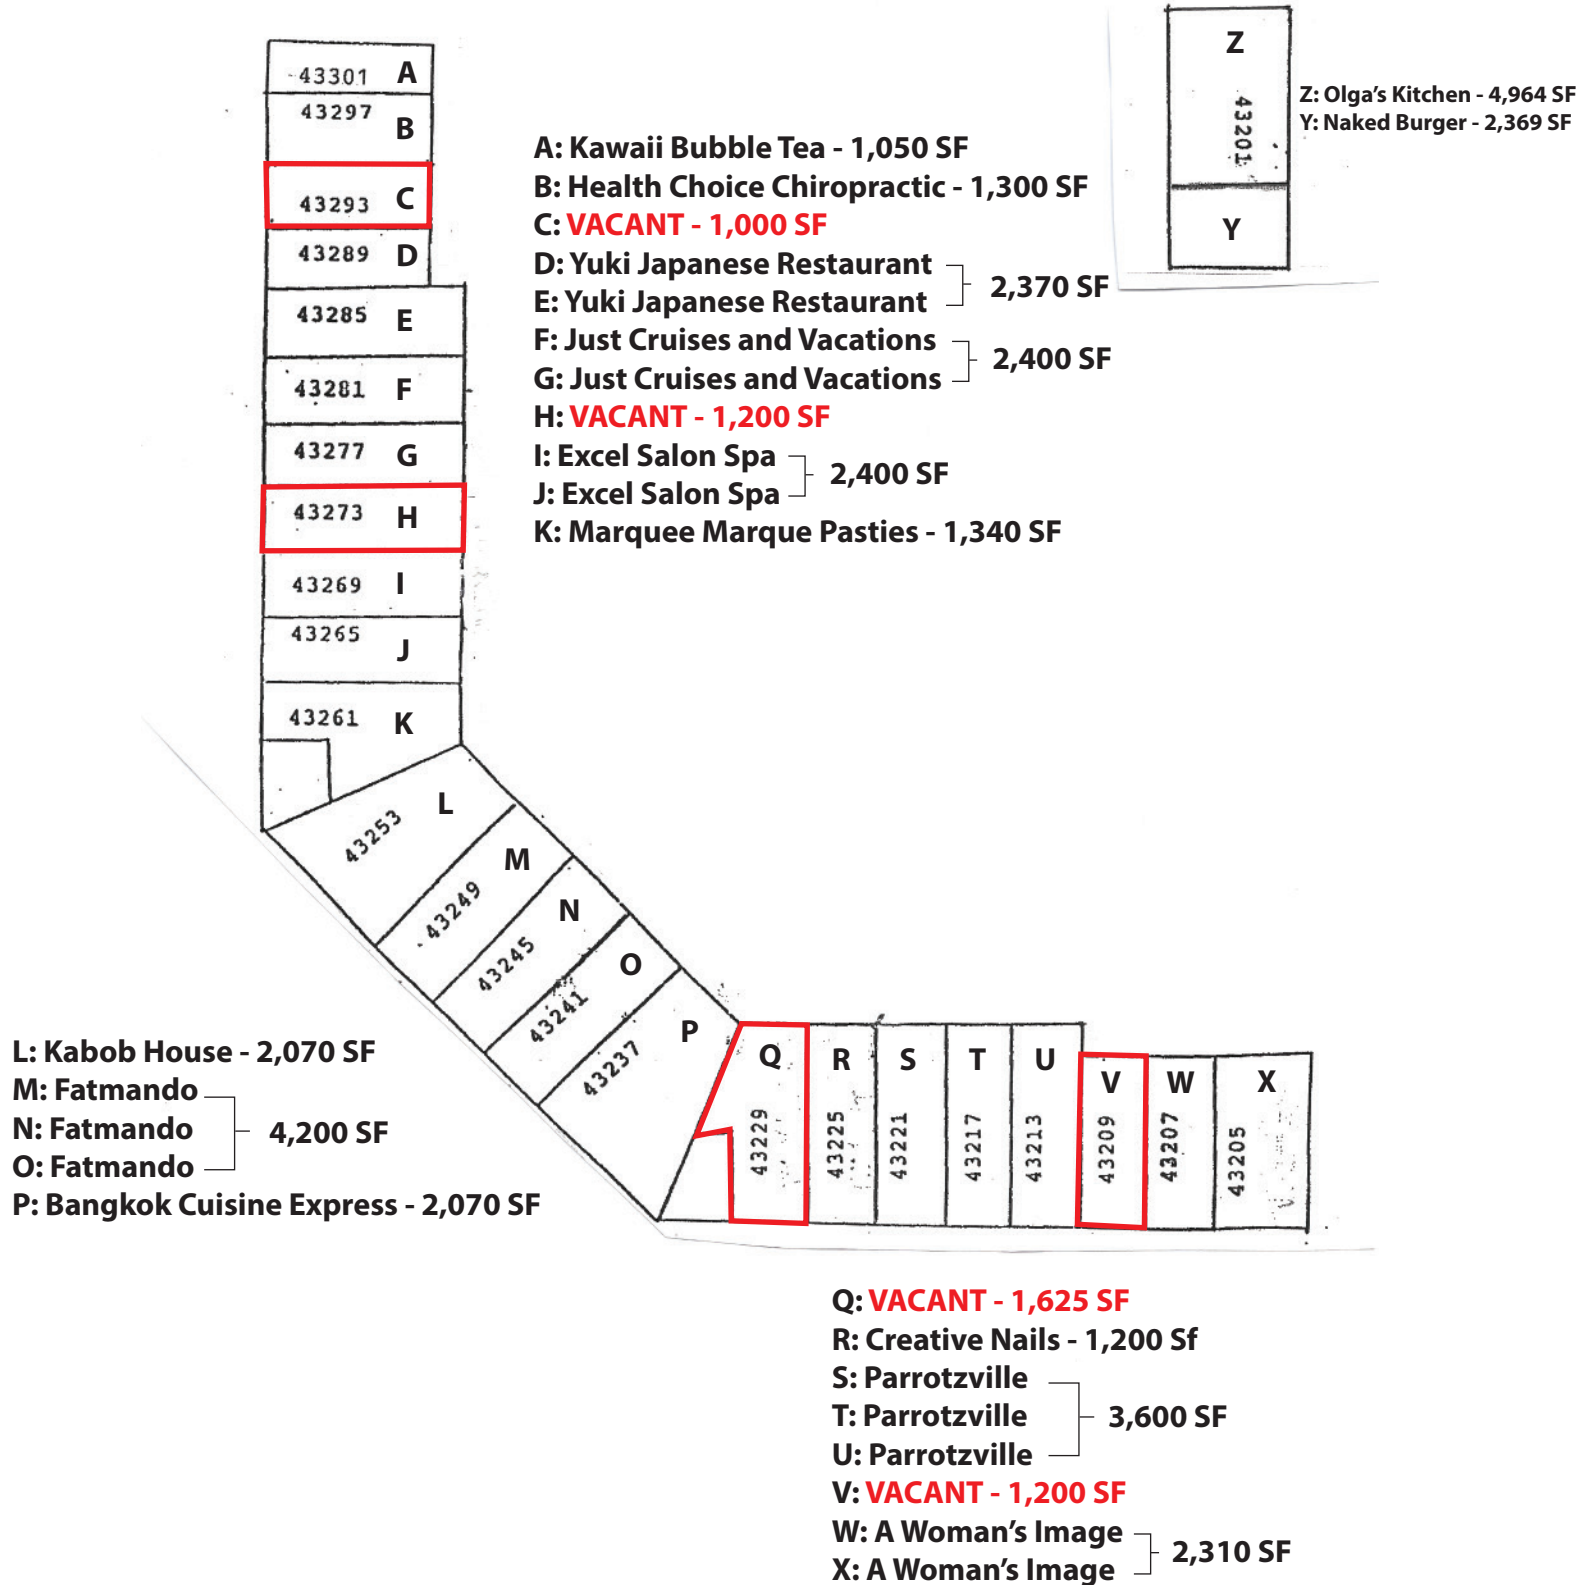 43301 A
43297 B
43293 C
43289 D
43285 E
43281 F
43277 G
43273 H
43269 I
43265 J
43261 K
43253 L
43249 M
43245 N
43241 O
43237 P
Q 43229
R 43225
S 43221
T 43217
U 43213
V 43209
W 43207
X 43205
Z 43201
Y
Z: Olga’s Kitchen - 4,964 SF
Y: Naked Burger - 2,369 SF
A: Kawaii Bubble Tea - 1,050 SF
B: Health Choice Chiropractic - 1,300 SF
C: VACANT - 1,000 SF
D: Yuki Japanese Restaurant
E: Yuki Japanese Restaurant
2,370 SF
F: Just Cruises and Vacations
G: Just Cruises and Vacations
2,400 SF
H: VACANT - 1,200 SF
I: Excel Salon Spa
J: Excel Salon Spa
2,400 SF
K: Marquee Marque Pasties - 1,340 SF
L: Kabob House - 2,070 SF
M: Fatmando
N: Fatmando
O: Fatmando
4,200 SF
P: Bangkok Cuisine Express - 2,070 SF
Q: VACANT - 1,625 SF
R: Creative Nails - 1,200 Sf
S: Parrotzville
T: Parrotzville
U: Parrotzville
3,600 SF
V: VACANT - 1,200 SF
W: A Woman’s Image
X: A Woman’s Image
2,310 SF